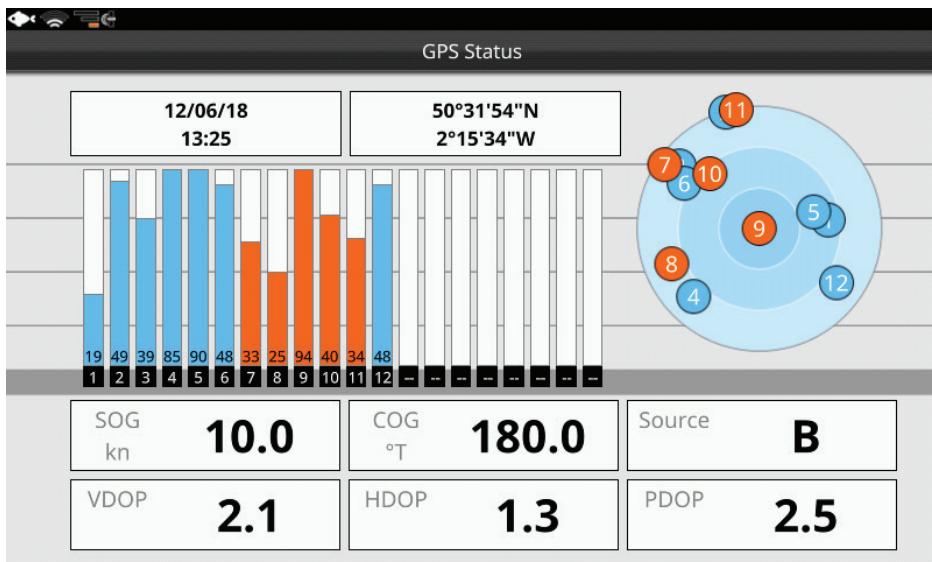 GPS Status
12/06/18
13:25
50°31'54"N
2°15'34"W
19 49 39 85 90 48 33 25 94 40 34 48
1 2 3 4 5 6 7 8 9 10 11 12 -- -- -- -- -- -- -- --
11
7
10
6
5
9
8
12
4
SOG
kn
10.0
COG
°T
180.0
Source
B
VDOP
2.1
HDOP
1.3
PDOP
2.5